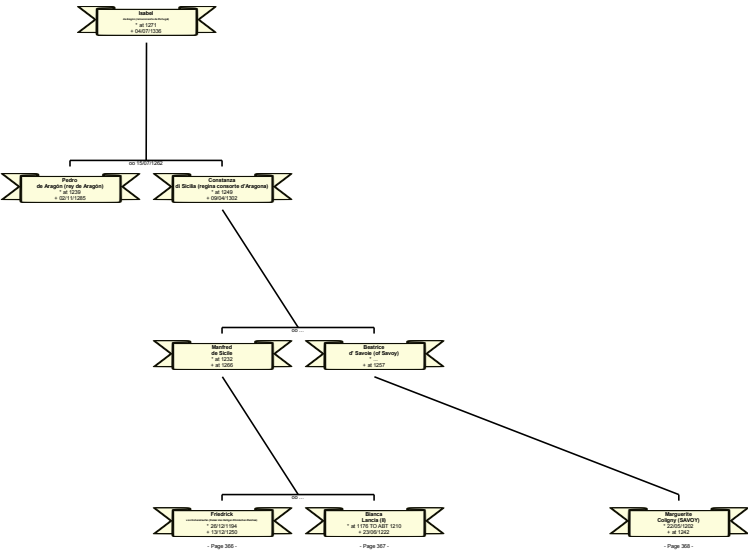 Isabel
* at 1271
+ 04/07/1336
oo 15/07/1262
Pedro
de Aragón (rey de Aragón)
* at 1239
+ 02/11/1285
Constanza
di Sicilia (regina consorte d'Aragona)
* at 1249
+ 09/04/1302
oo ...
Manfred
de Sicile
* at 1232
+ at 1266
Beatrice
d' Savoie (of Savoy)
* ...
+ at 1257
oo ...
Friedrick
* 26/12/1194
+ 13/12/1250
Bianca
Lancia (II)
* at 1176 TO ABT 1210
+ 23/06/1222
Marguerite
Coligny (SAVOY)
* 22/05/1202
+ at 1242
- Page 366 -
- Page 367 -
- Page 368 -